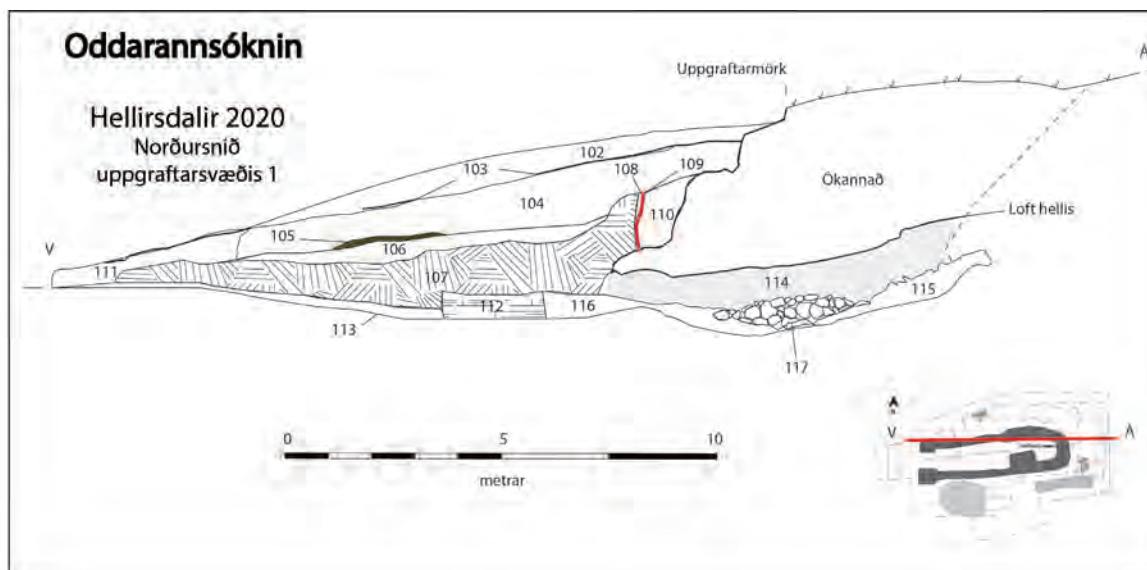 Oddarannsóknin
Hellirsdalir 2020
Norðursnið
uppgraftarsvæðis 1
Uppgraftarmörk
A
102
103
108
109
104
110
Ókannað
Loft hellis
105
106
V
111
107
114
115
112
116
113
117
0
5
10
metrar
A
V
A